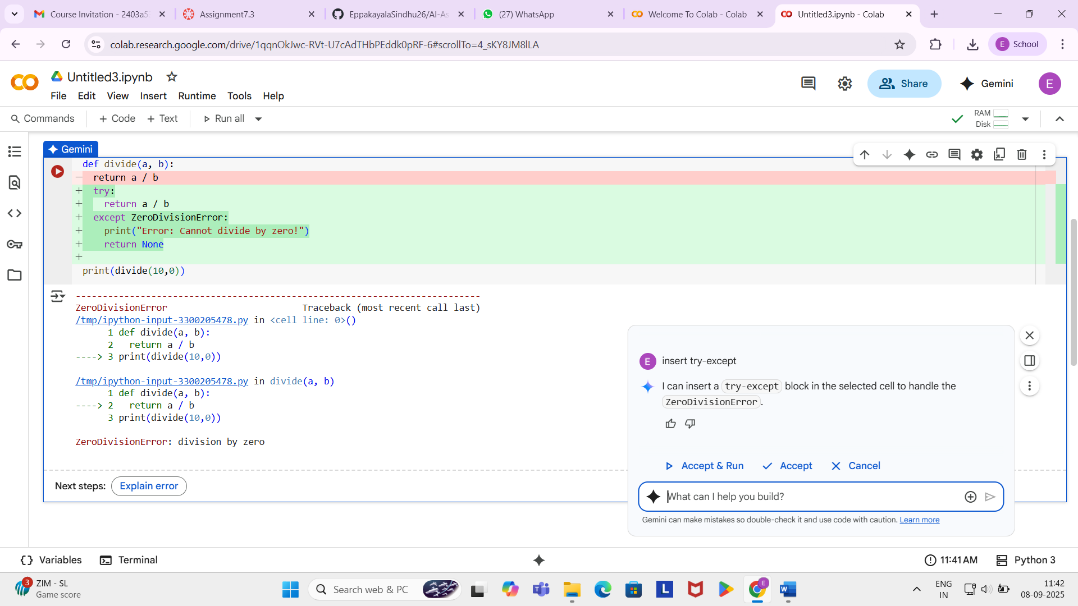 Course Invitation - 2403a5
Assignment7.3
EppakayalaSindhu26/AI-As
(27) WhatsApp
Welcome To Colab - Colab
Untitled3.ipynb - Colab
colab.research.google.com/drive/1qqnOkIwc-RVt-U7cAdTHbPEddk0pRF-6#scrollTo=4_sKY8JM8lLA
E School
Untitled3.ipynb
File Edit View Insert Runtime Tools Help
Share
Gemini
E
Commands + Code + Text Run all
RAM
Disk
Gemini
def divide(a, b):
- return a / b
+ try:
+ return a / b
+ except ZeroDivisionError:
+ print("Error: Cannot divide by zero!")
+ return None
+
print(divide(10,0))
---------------------------------------------------------------------------
ZeroDivisionError Traceback (most recent call last)
/tmp/ipython-input-3300205478.py in <cell line: 0>()
1 def divide(a, b):
2 return a / b
----> 3 print(divide(10,0))
/tmp/ipython-input-3300205478.py in divide(a, b)
1 def divide(a, b):
----> 2 return a / b
3 print(divide(10,0))
ZeroDivisionError: division by zero
Next steps: Explain error
E insert try-except
I can insert a try-except block in the selected cell to handle the
ZeroDivisionError.
Accept & Run Accept Cancel
What can I help you build?
Gemini can make mistakes so double-check it and use code with caution. Learn more
Variables Terminal
11:41 AM Python 3
3
ZIM - SL
Game score
Search web & PC
L
E
ENG
IN
11:42
08-09-2025